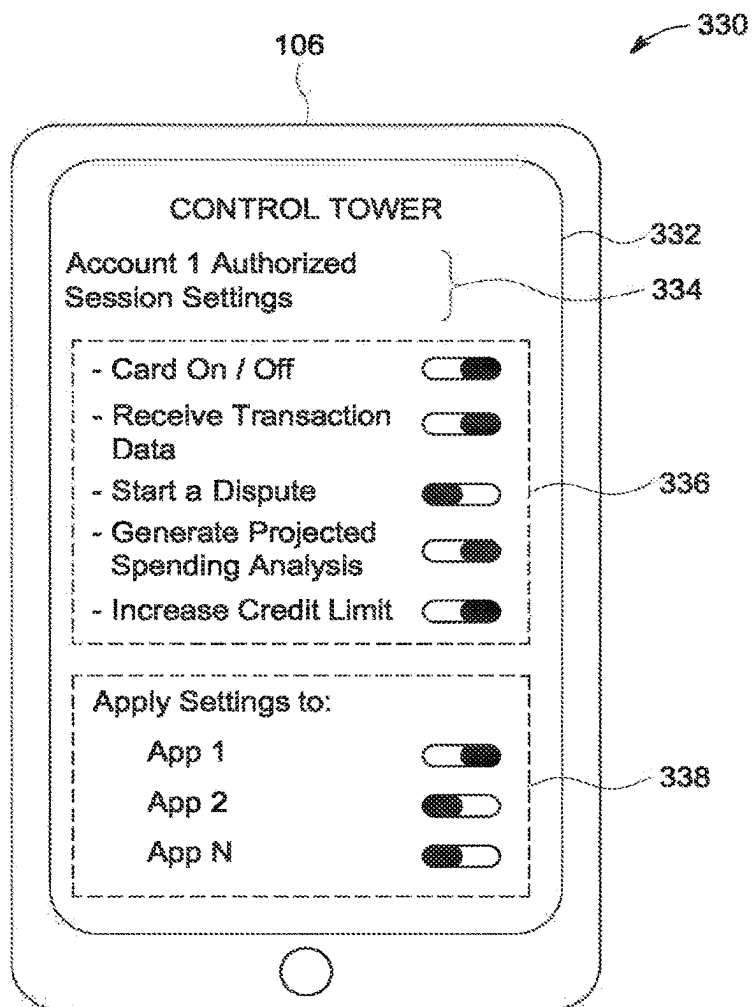 330
106
CONTROL TOWER
332
Account 1 Authorized
Session Settings
334
- Card On / Off
- Receive Transaction
Data
- Start a Dispute
336
- Generate Projected
Spending Analysis
- Increase Credit Limit
Apply Settings to:
App 1
338
App 2
App N